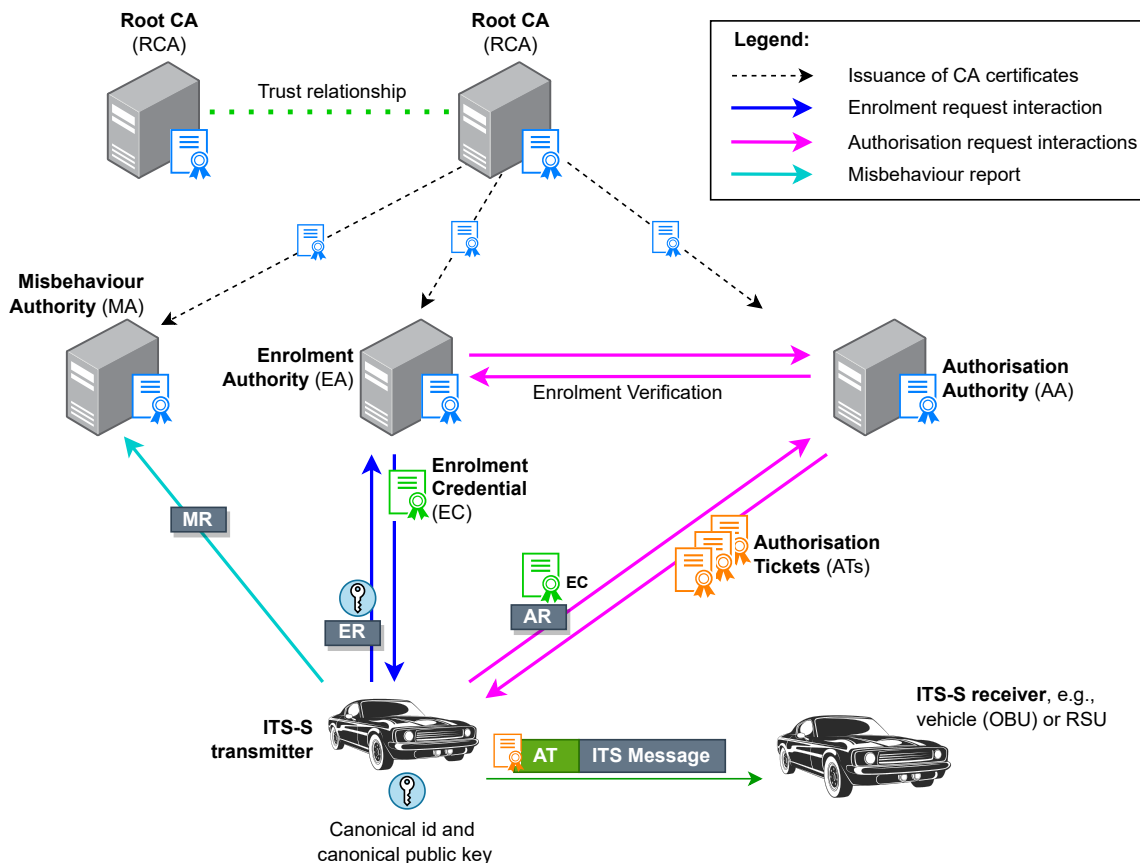 Root CA
(RCA)
Root CA
(RCA)
Trust relationship
Legend:
Issuance of CA certificates
Enrolment request interaction
Authorisation request interactions
Misbehaviour report
Misbehaviour
Authority (MA)
Enrolment
Authority (EA)
Enrolment Verification
Authorisation
Authority (AA)
Enrolment
Credential
(EC)
MR
ER
EC
AR
Authorisation
Tickets (ATs)
ITS-S
transmitter
AT
ITS Message
ITS-S receiver, e.g.,
vehicle (OBU) or RSU
Canonical id and
canonical public key